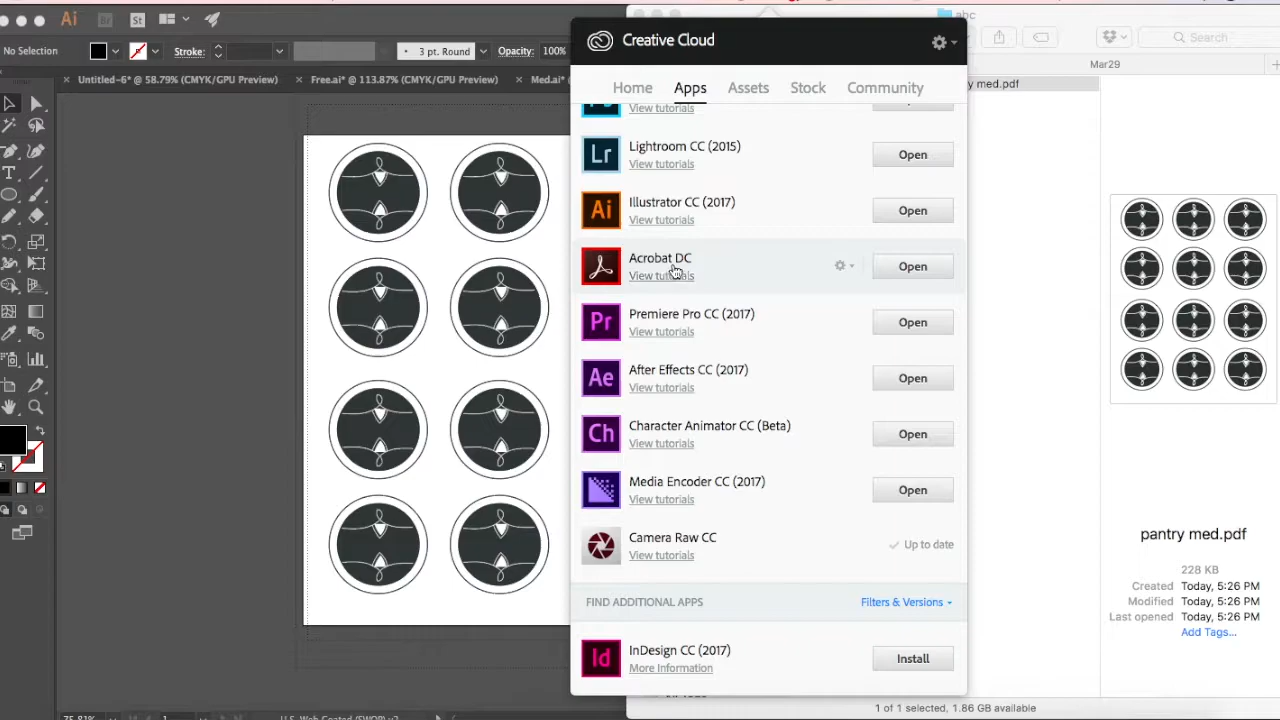 Ai
Br
St
abc
No Selection
Stroke:
3 pt. Round
Opacity:
100%
Search
Untitled-6* @ 58.79% (CMYK/GPU Preview)
Free.ai* @ 113.87% (CMYK/GPU Preview)
Med.ai*
Mar29
med.pdf
Creative Cloud
Home
Apps
Assets
Stock
Community
View tutorials
Lr
Lightroom CC (2015)
View tutorials
Open
Ai
Illustrator CC (2017)
View tutorials
Open
Acrobat DC
View tutorials
Open
Pr
Premiere Pro CC (2017)
View tutorials
Open
Ae
After Effects CC (2017)
View tutorials
Open
Ch
Character Animator CC (Beta)
View tutorials
Open
Media Encoder CC (2017)
View tutorials
Open
Camera Raw CC
View tutorials
Up to date
FIND ADDITIONAL APPS
Filters & Versions
Id
InDesign CC (2017)
More Information
Install
pantry med.pdf
228 KB
Created Today, 5:26 PM
Modified Today, 5:26 PM
Last opened Today, 5:26 PM
Add Tags...
1 of 1 selected, 1.86 GB available